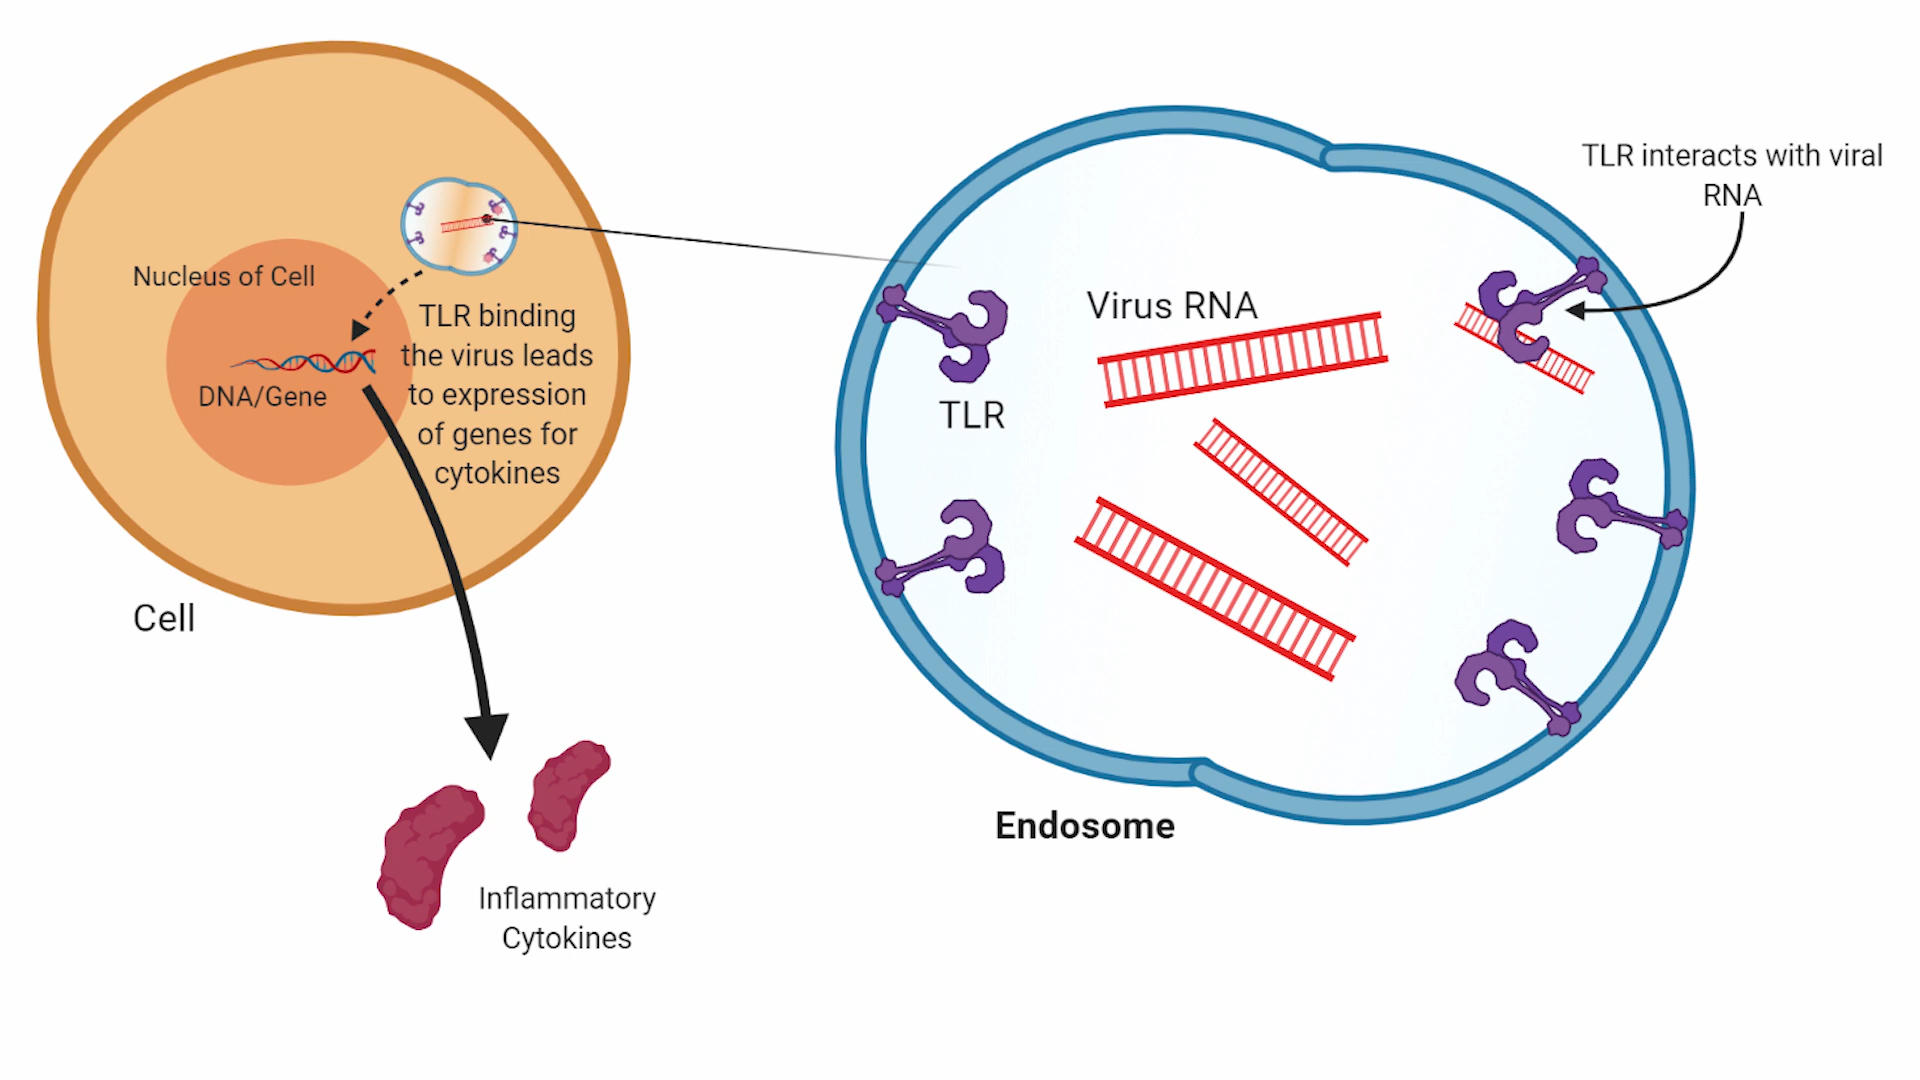 Nucleus of Cell
DNA/Gene
TLR binding
the virus leads
to expression
of genes for
cytokines
Cell
Inflammatory
Cytokines
Virus RNA
TLR
TLR interacts with viral
RNA
Endosome